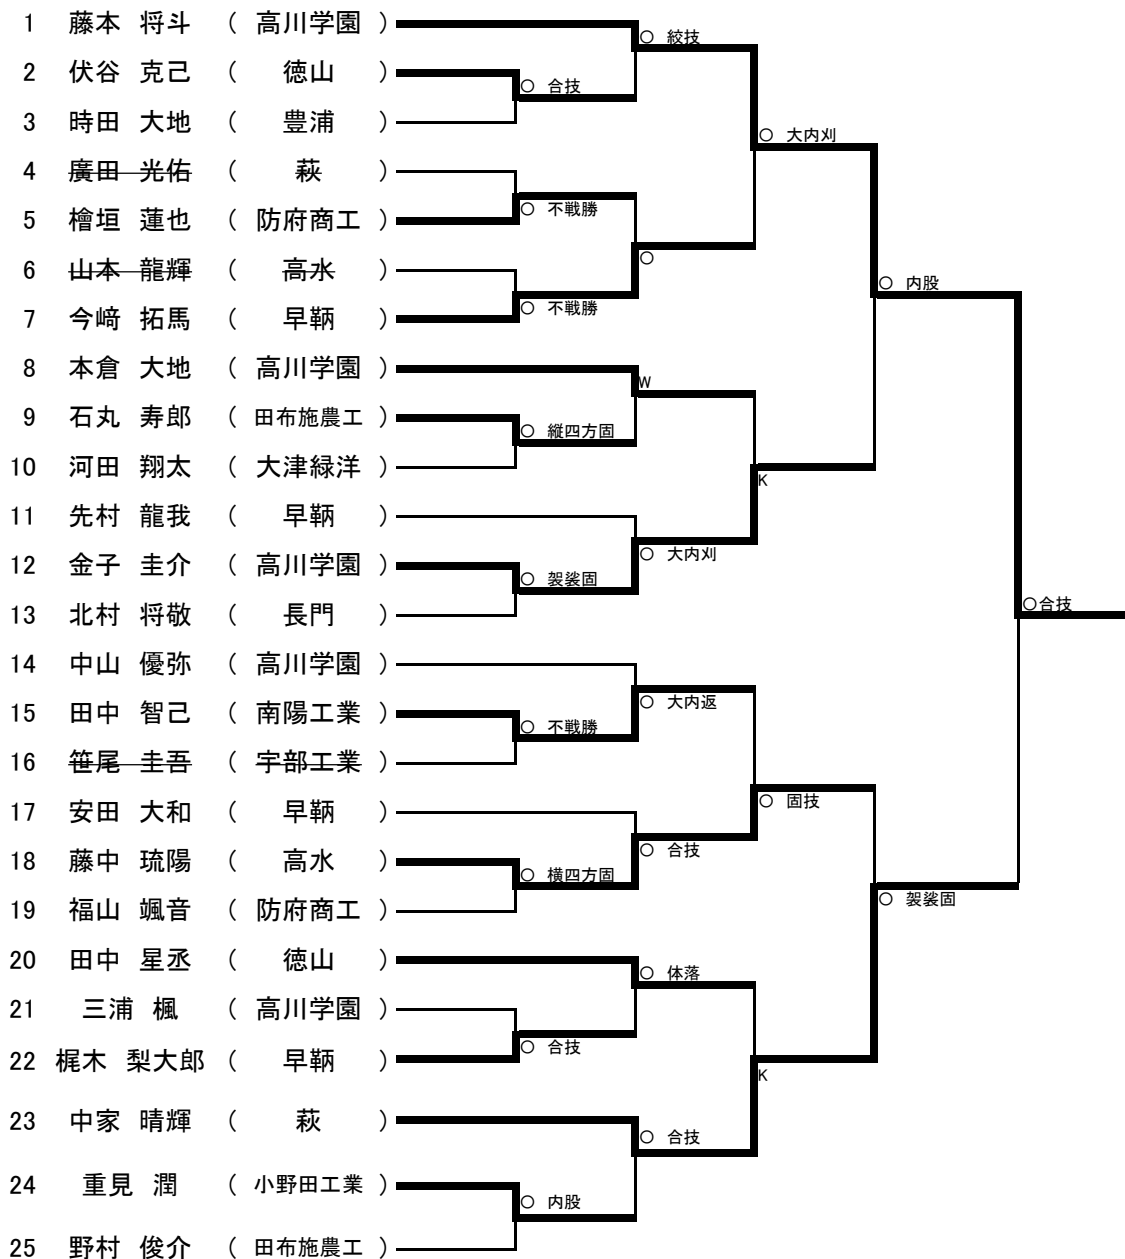 1 藤本 将斗 ( 高川学園 )
○ 絞技
2 伏谷 克己 ( 徳山 )
○ 合技
3 時田 大地 ( 豊浦 )
○ 大内刈
4 廣田 光佑 ( 萩 )
○ 不戦勝
5 檜垣 蓮也 ( 防府商工 )
○
6 山本 龍輝 ( 高水 )
○ 内股
○ 不戦勝
7 今﨑 拓馬 ( 早鞆 )
8 本倉 大地 ( 高川学園 )
W
9 石丸 寿郎 ( 田布施農工 )
○ 縦四方固
10 河田 翔太 ( 大津緑洋 )
K
11 先村 龍我 ( 早鞆 )
○ 大内刈
12 金子 圭介 ( 高川学園 )
○ 袈裟固
13 北村 将敬 ( 長門 )
○合技
14 中山 優弥 ( 高川学園 )
○ 大内返
15 田中 智己 ( 南陽工業 )
○ 不戦勝
16 笹尾 圭吾 ( 宇部工業 )
○ 固技
17 安田 大和 ( 早鞆 )
○ 合技
18 藤中 琉陽 ( 高水 )
○ 横四方固
19 福山 颯音 ( 防府商工 )
○ 袈裟固
20 田中 星丞 ( 徳山 )
○ 体落
21 三浦 楓 ( 高川学園 )
○ 合技
22 梶木 梨大郎 ( 早鞆 )
K
23 中家 晴輝 ( 萩 )
○ 合技
24 重見 潤 ( 小野田工業 )
○ 内股
25 野村 俊介 ( 田布施農工 )